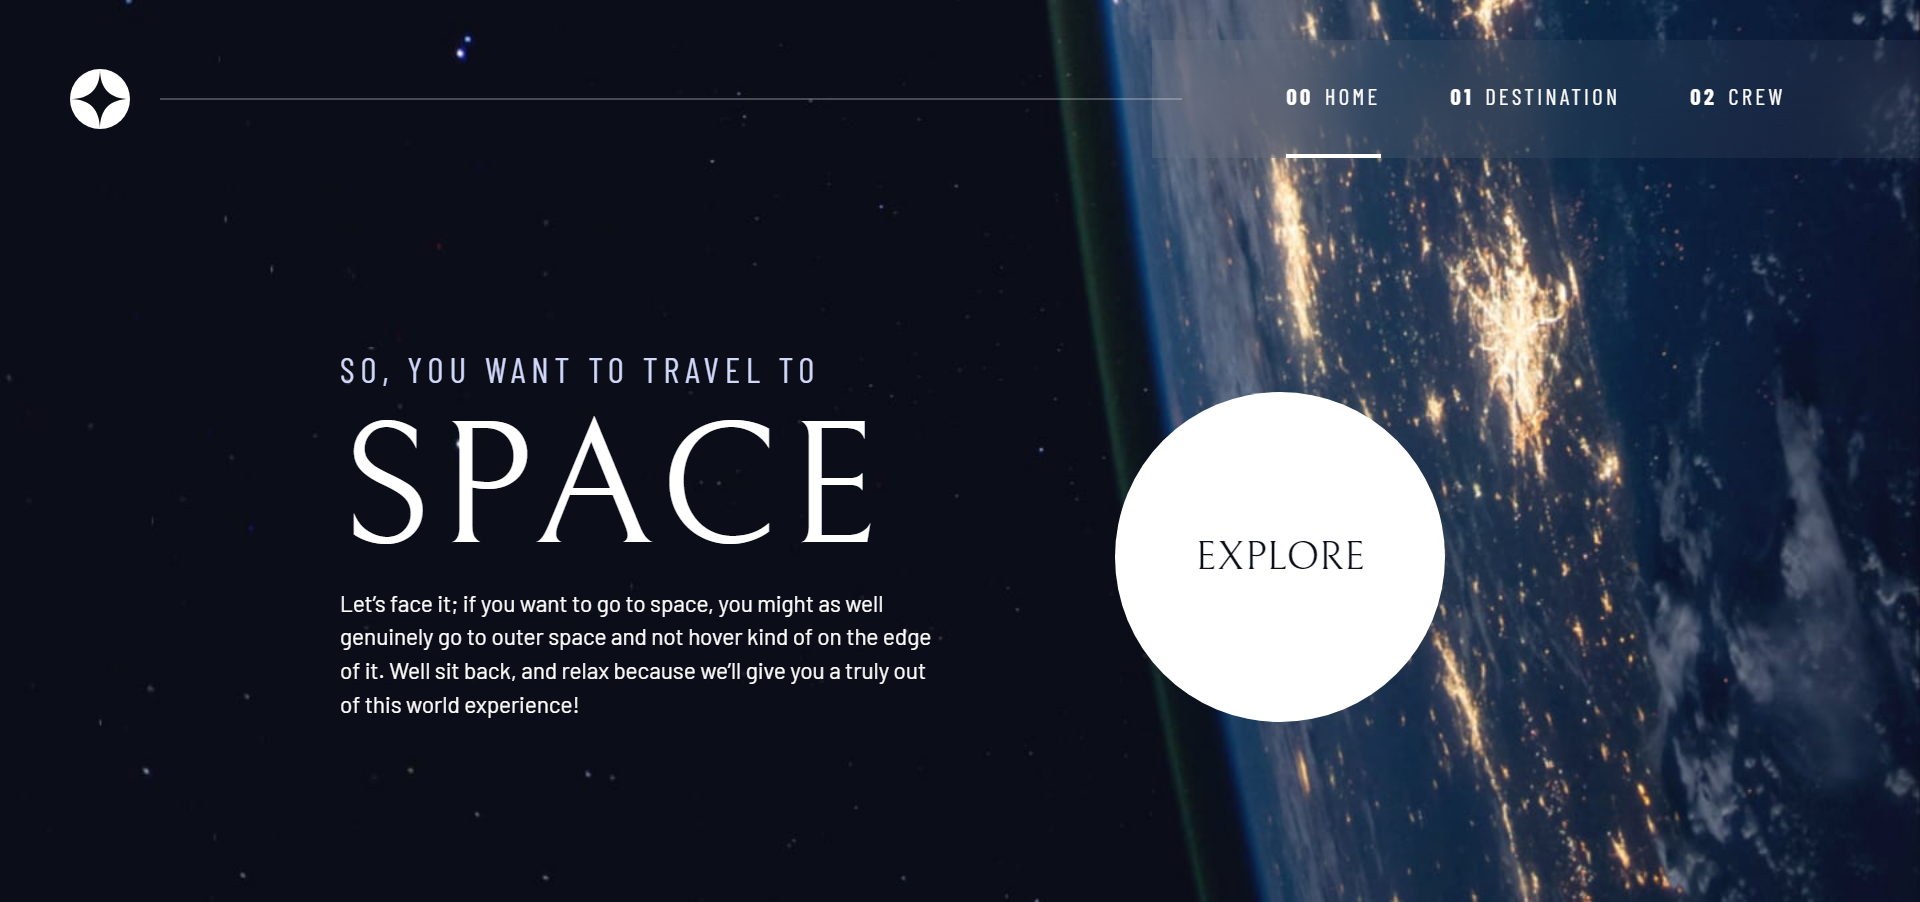 00 HOME 01 DESTINATION 02 CREW
SO, YOU WANT TO TRAVEL TO
SPACE
Let’s face it; if you want to go to space, you might as well
genuinely go to outer space and not hover kind of on the edge
of it. Well sit back, and relax because we’ll give you a truly out
of this world experience!
EXPLORE